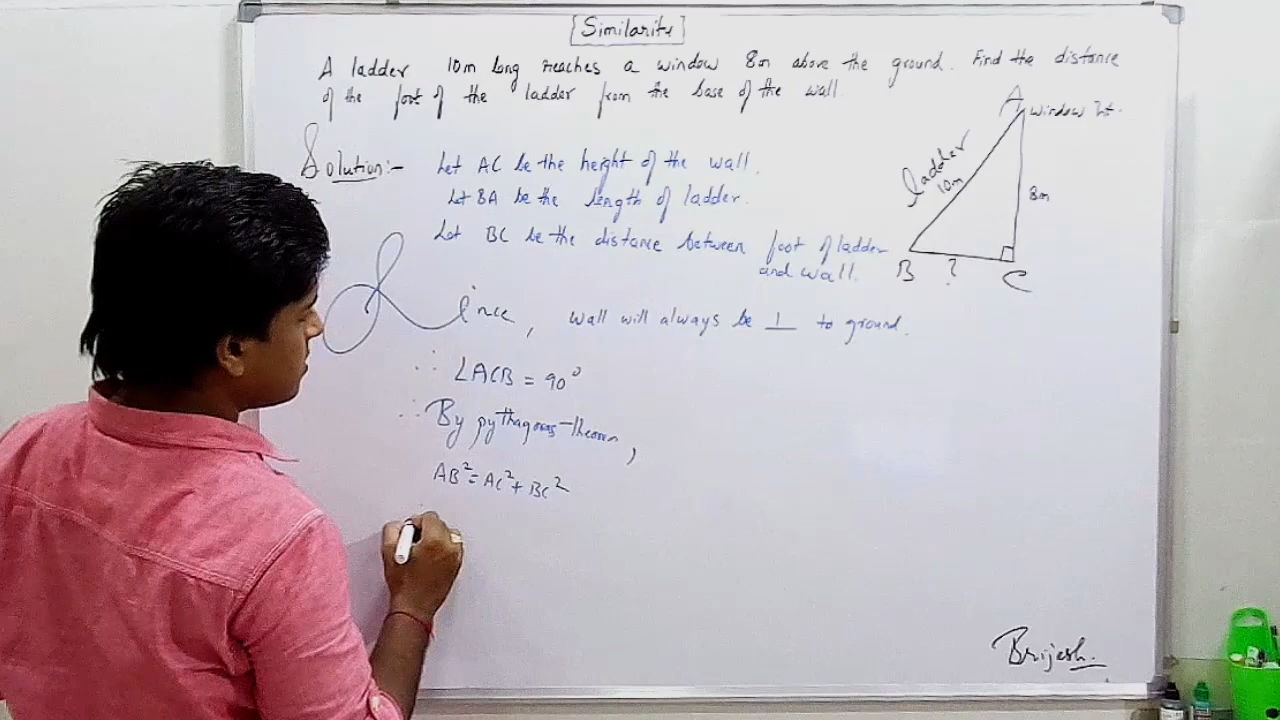 [Similarity]
A ladder 10m long reaches a window 8m above the ground. Find the distance
of the foot of the ladder from the base of the wall.
A window ht.
ladder
10m
8m
B ? C
Solution:- Let AC be the height of the wall.
Let BA be the length of ladder.
Let BC be the distance between foot of ladder
and wall.
Since, wall will always be ⊥ to ground.
∴ ∠ACB = 90°
∴ By pythagoras theorem,
AB² = AC² + BC²
Brijesh.